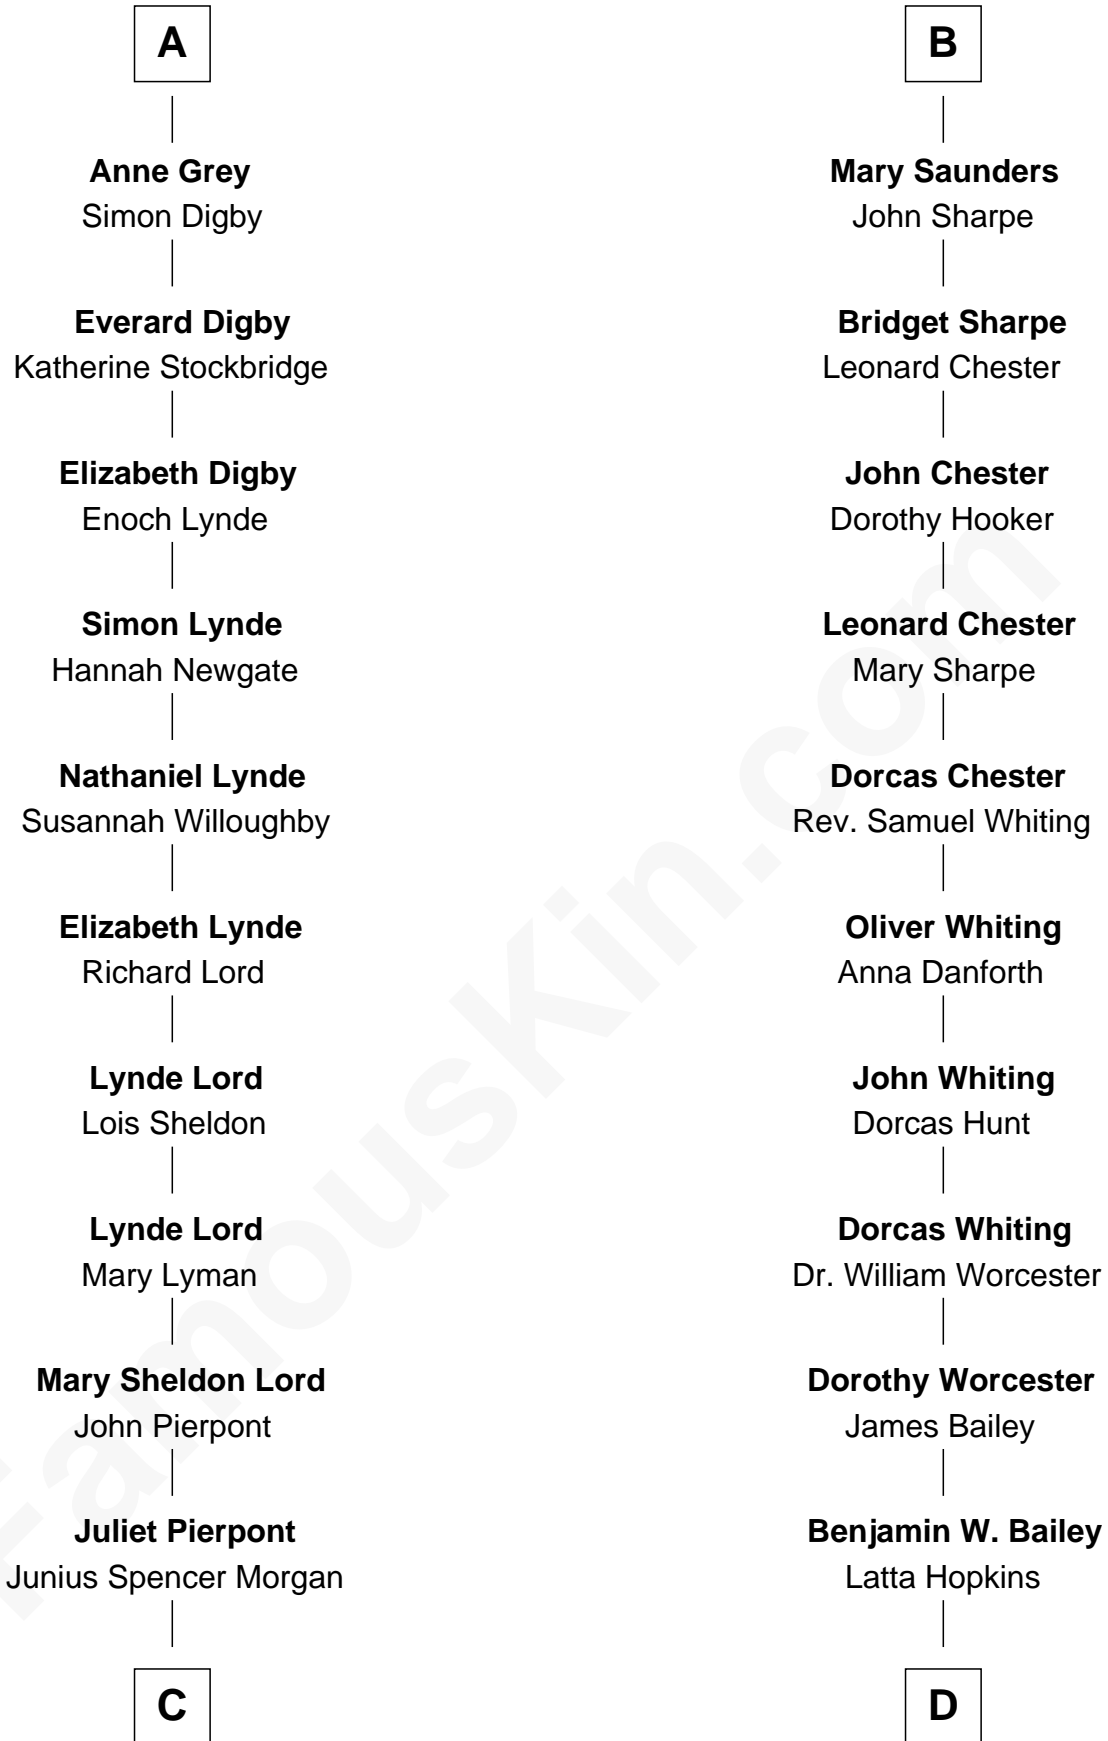 A
Anne Grey
Simon Digby
Everard Digby
Katherine Stockbridge
Elizabeth Digby
Enoch Lynde
Simon Lynde
Hannah Newgate
Nathaniel Lynde
Susannah Willoughby
Elizabeth Lynde
Richard Lord
Lynde Lord
Lois Sheldon
Lynde Lord
Mary Lyman
Mary Sheldon Lord
John Pierpont
Juliet Pierpont
Junius Spencer Morgan
C
B
Mary Saunders
John Sharpe
Bridget Sharpe
Leonard Chester
John Chester
Dorothy Hooker
Leonard Chester
Mary Sharpe
Dorcas Chester
Rev. Samuel Whiting
Oliver Whiting
Anna Danforth
John Whiting
Dorcas Hunt
Dorcas Whiting
Dr. William Worcester
Dorothy Worcester
James Bailey
Benjamin W. Bailey
Latta Hopkins
D
FamousKin.com